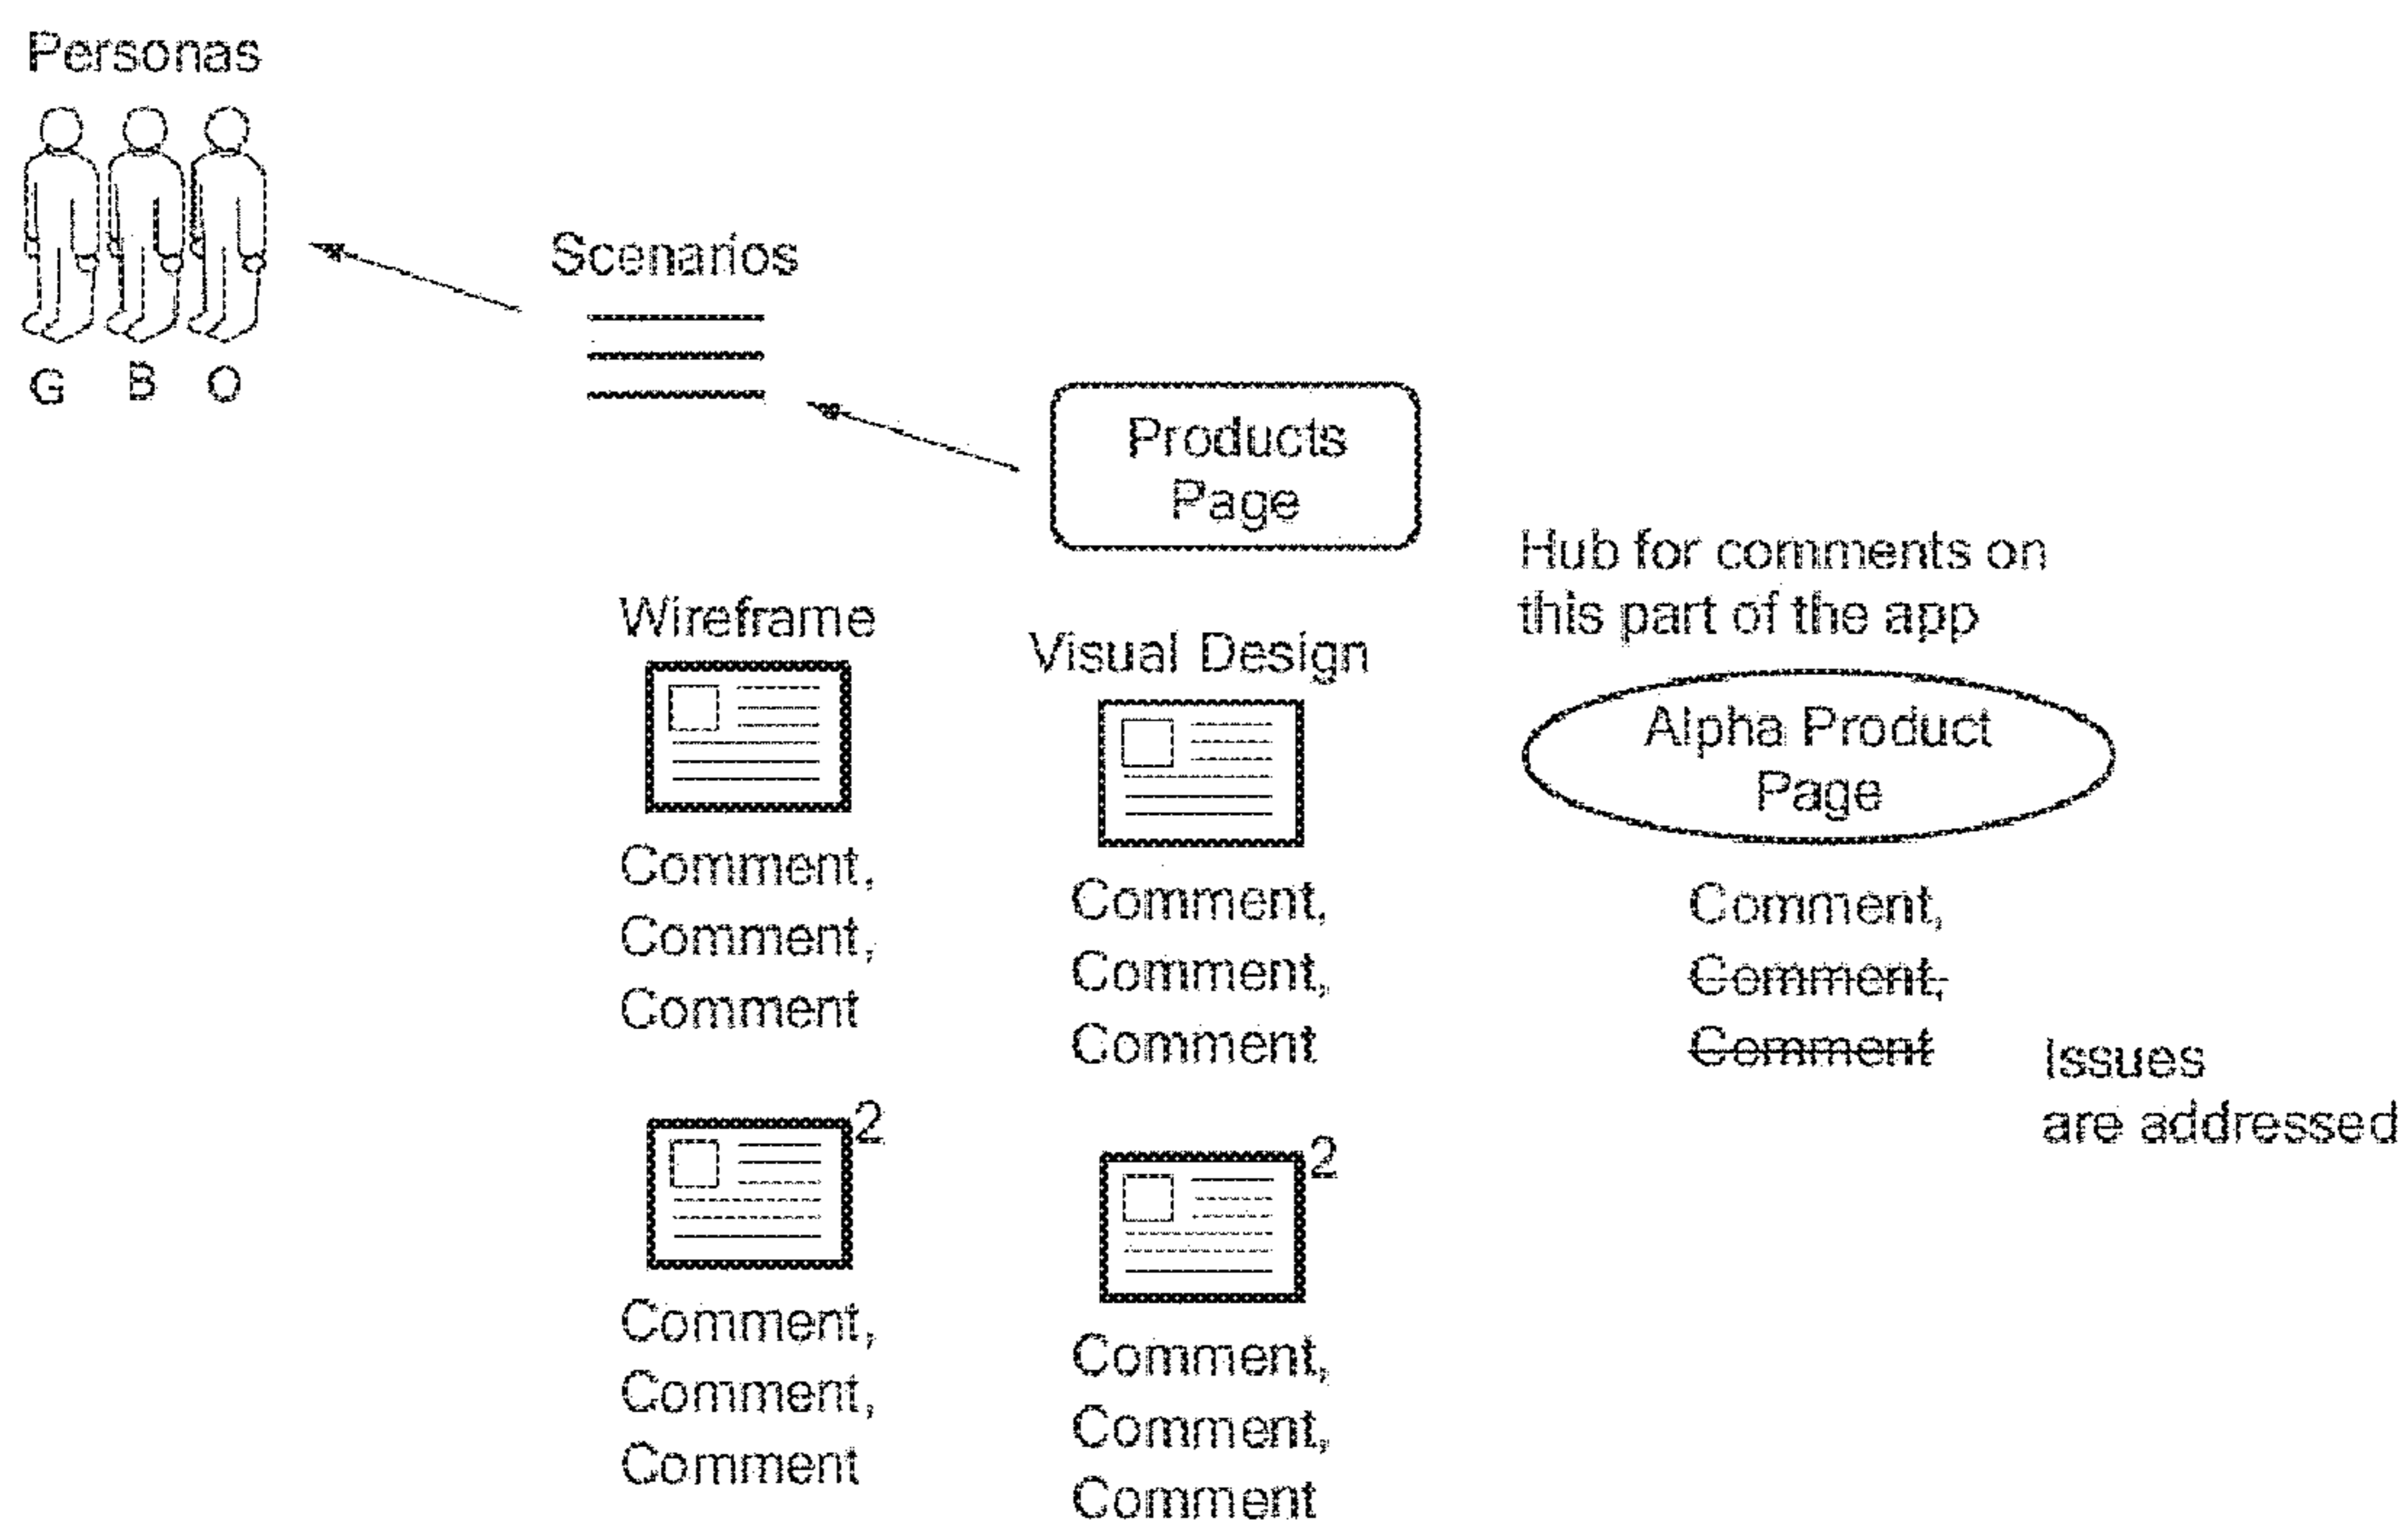 Personas
G B O
Scenarios
Products
Page
Hub for comments on
this part of the app
Wireframe
Visual Design
Alpha Product
Page
Comment,
Comment,
Comment
Comment,
Comment,
Comment
Comment,
Comment,
Comment
Issues
are addressed
2
2
Comment,
Comment,
Comment
Comment,
Comment,
Comment